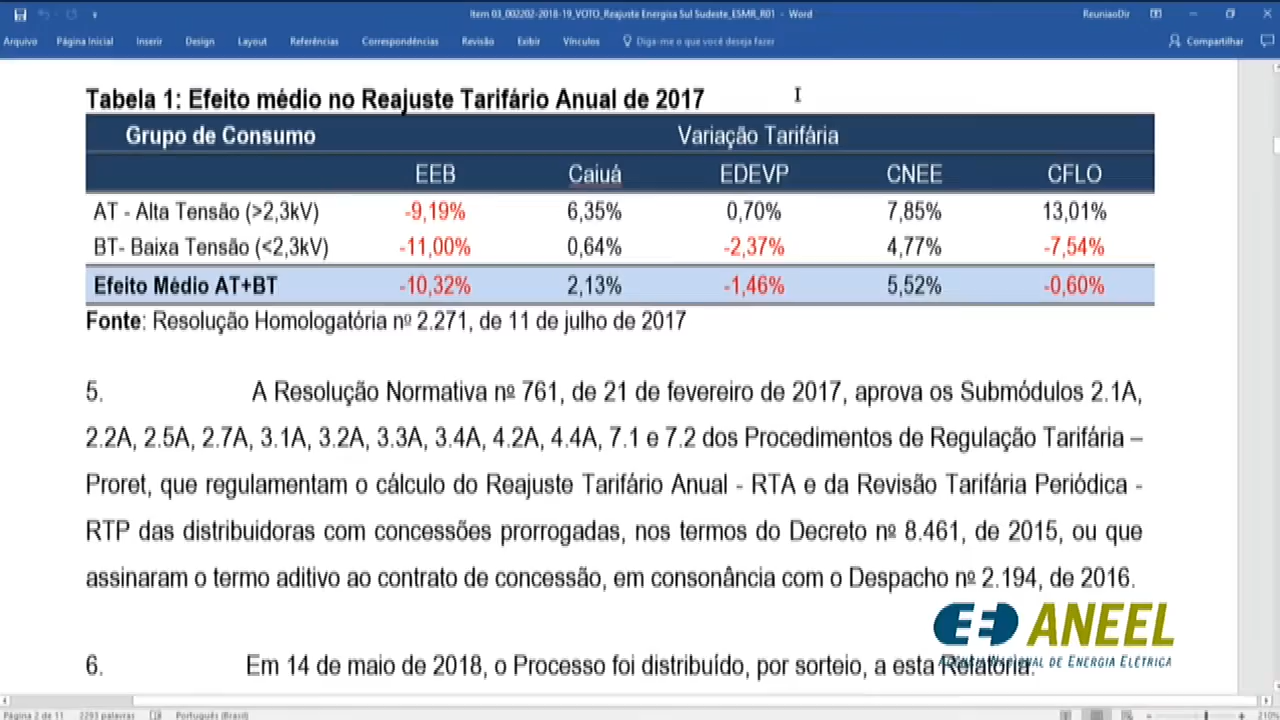 Item 03_002202-2018-19_VOTO_Reajuste Energisa Sul Sudeste_ESMR_R01 - Word
ReuniaoDir
Arquivo Página Inicial Inserir Design Layout Referências Correspondências Revisão Exibir Vínculos Diga-me o que você deseja fazer Compartilhar
Tabela 1: Efeito médio no Reajuste Tarifário Anual de 2017
Grupo de Consumo Variação Tarifária
EEB Caiuá EDEVP CNEE CFLO
AT - Alta Tensão (>2,3kV) -9,19% 6,35% 0,70% 7,85% 13,01%
BT- Baixa Tensão (<2,3kV) -11,00% 0,64% -2,37% 4,77% -7,54%
Efeito Médio AT+BT -10,32% 2,13% -1,46% 5,52% -0,60%
Fonte: Resolução Homologatória nº 2.271, de 11 de julho de 2017
5. A Resolução Normativa nº 761, de 21 de fevereiro de 2017, aprova os Submódulos 2.1A,
2.2A, 2.5A, 2.7A, 3.1A, 3.2A, 3.3A, 3.4A, 4.2A, 4.4A, 7.1 e 7.2 dos Procedimentos de Regulação Tarifária –
Proret, que regulamentam o cálculo do Reajuste Tarifário Anual - RTA e da Revisão Tarifária Periódica -
RTP das distribuidoras com concessões prorrogadas, nos termos do Decreto nº 8.461, de 2015, ou que
assinaram o termo aditivo ao contrato de concessão, em consonância com o Despacho nº 2.194, de 2016.
ANEEL
AGÊNCIA NACIONAL DE ENERGIA ELÉTRICA
6. Em 14 de maio de 2018, o Processo foi distribuído, por sorteio, a esta Relatoria.
Página 2 de 11 2293 palavras Português (Brasil) 210%